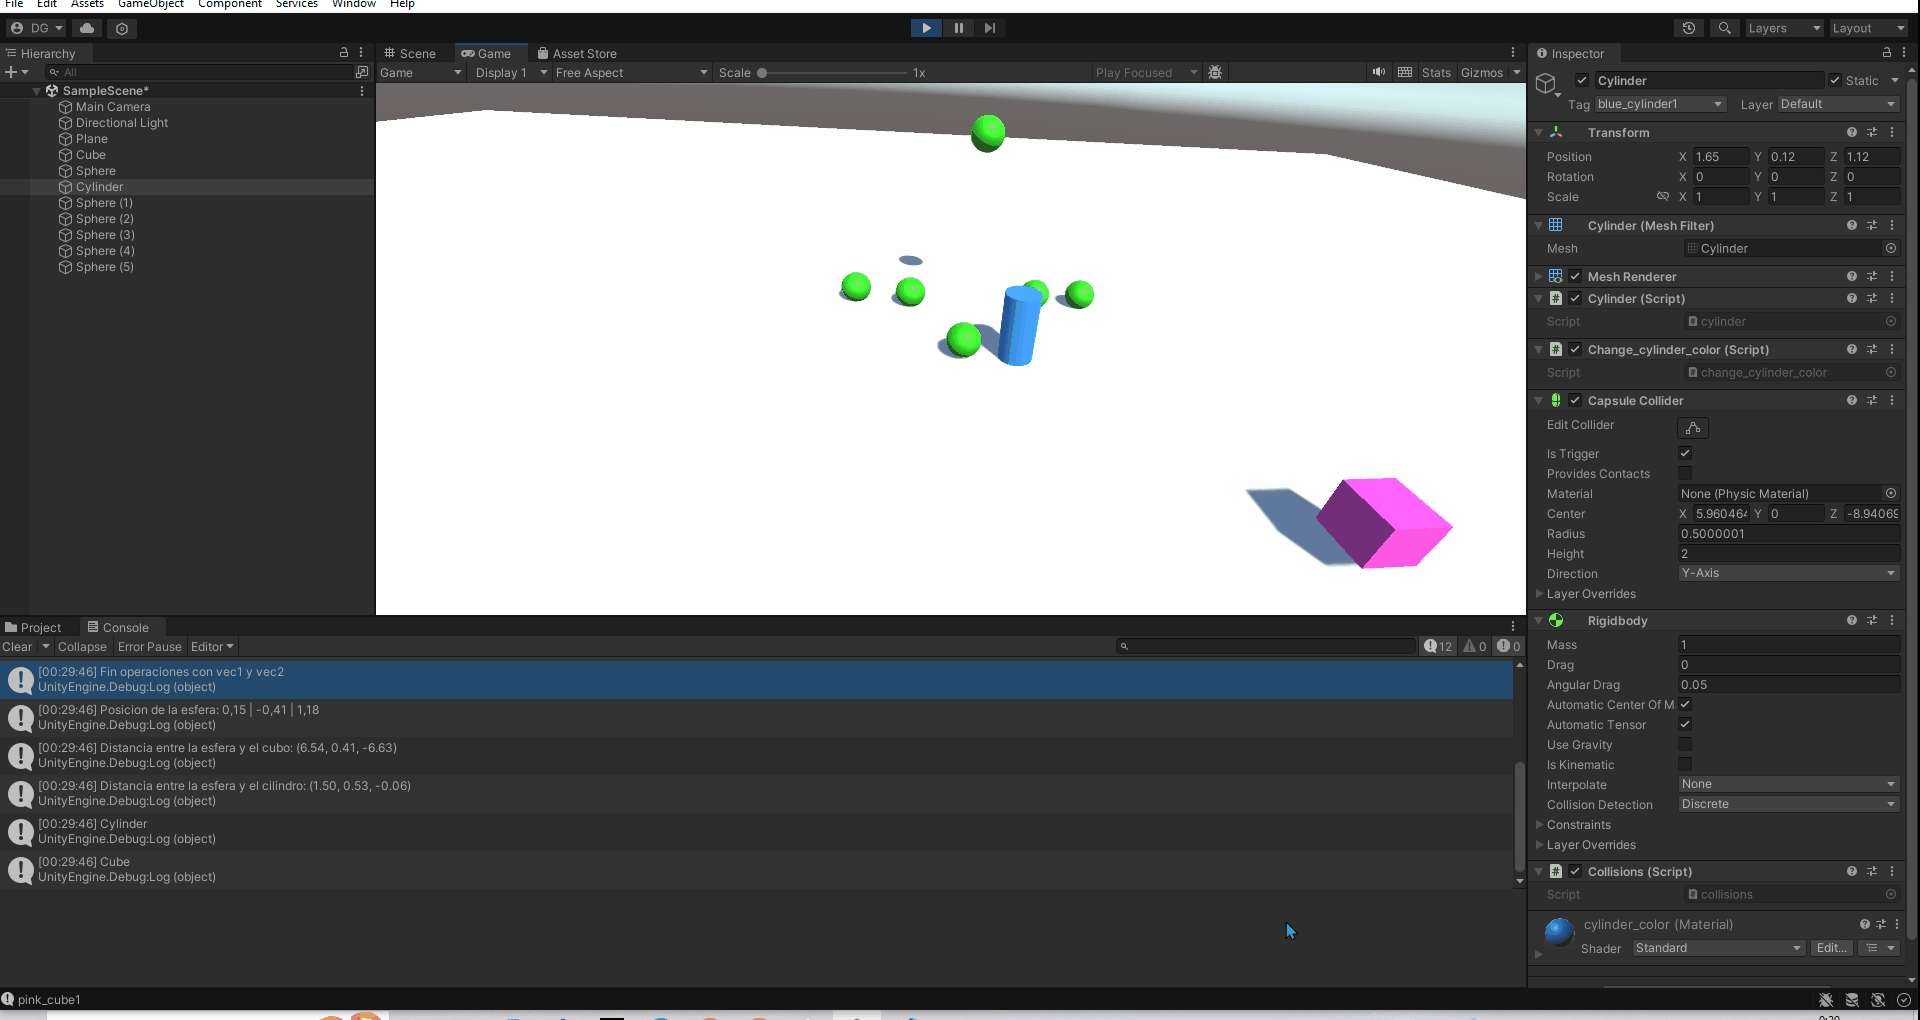 File Edit Assets GameObject Component Services Window Help
DG Layers Layout
Hierarchy
All
SampleScene*
Main Camera
Directional Light
Plane
Cube
Sphere
Cylinder
Sphere (1)
Sphere (2)
Sphere (3)
Sphere (4)
Sphere (5)
Scene Game Asset Store
Game Display 1 Free Aspect Scale 1x Play Focused Stats Gizmos
Project Console
Clear Collapse Error Pause Editor 12 0 0
[00:29:46] Fin operaciones con vec1 y vec2
UnityEngine.Debug:Log (object)
[00:29:46] Posicion de la esfera: 0,15 | -0,41 | 1,18
UnityEngine.Debug:Log (object)
[00:29:46] Distancia entre la esfera y el cubo: (6.54, 0.41, -6.63)
UnityEngine.Debug:Log (object)
[00:29:46] Distancia entre la esfera y el cilindro: (1.50, 0.53, -0.06)
UnityEngine.Debug:Log (object)
[00:29:46] Cylinder
UnityEngine.Debug:Log (object)
[00:29:46] Cube
UnityEngine.Debug:Log (object)
pink_cube1
Inspector
Cylinder Static
Tag blue_cylinder1 Layer Default
Transform
Position X 1.65 Y 0.12 Z 1.12
Rotation X 0 Y 0 Z 0
Scale X 1 Y 1 Z 1
Cylinder (Mesh Filter)
Mesh Cylinder
Mesh Renderer
# Cylinder (Script)
Script # cylinder
# Change_cylinder_color (Script)
Script # change_cylinder_color
Capsule Collider
Edit Collider
Is Trigger
Provides Contacts
Material None (Physic Material)
Center X 5.960464 Y 0 Z -8.94069
Radius 0.5000001
Height 2
Direction Y-Axis
Layer Overrides
Rigidbody
Mass 1
Drag 0
Angular Drag 0.05
Automatic Center Of M
Automatic Tensor
Use Gravity
Is Kinematic
Interpolate None
Collision Detection Discrete
Constraints
Layer Overrides
# Collisions (Script)
Script # collisions
cylinder_color (Material)
Shader Standard Edit...